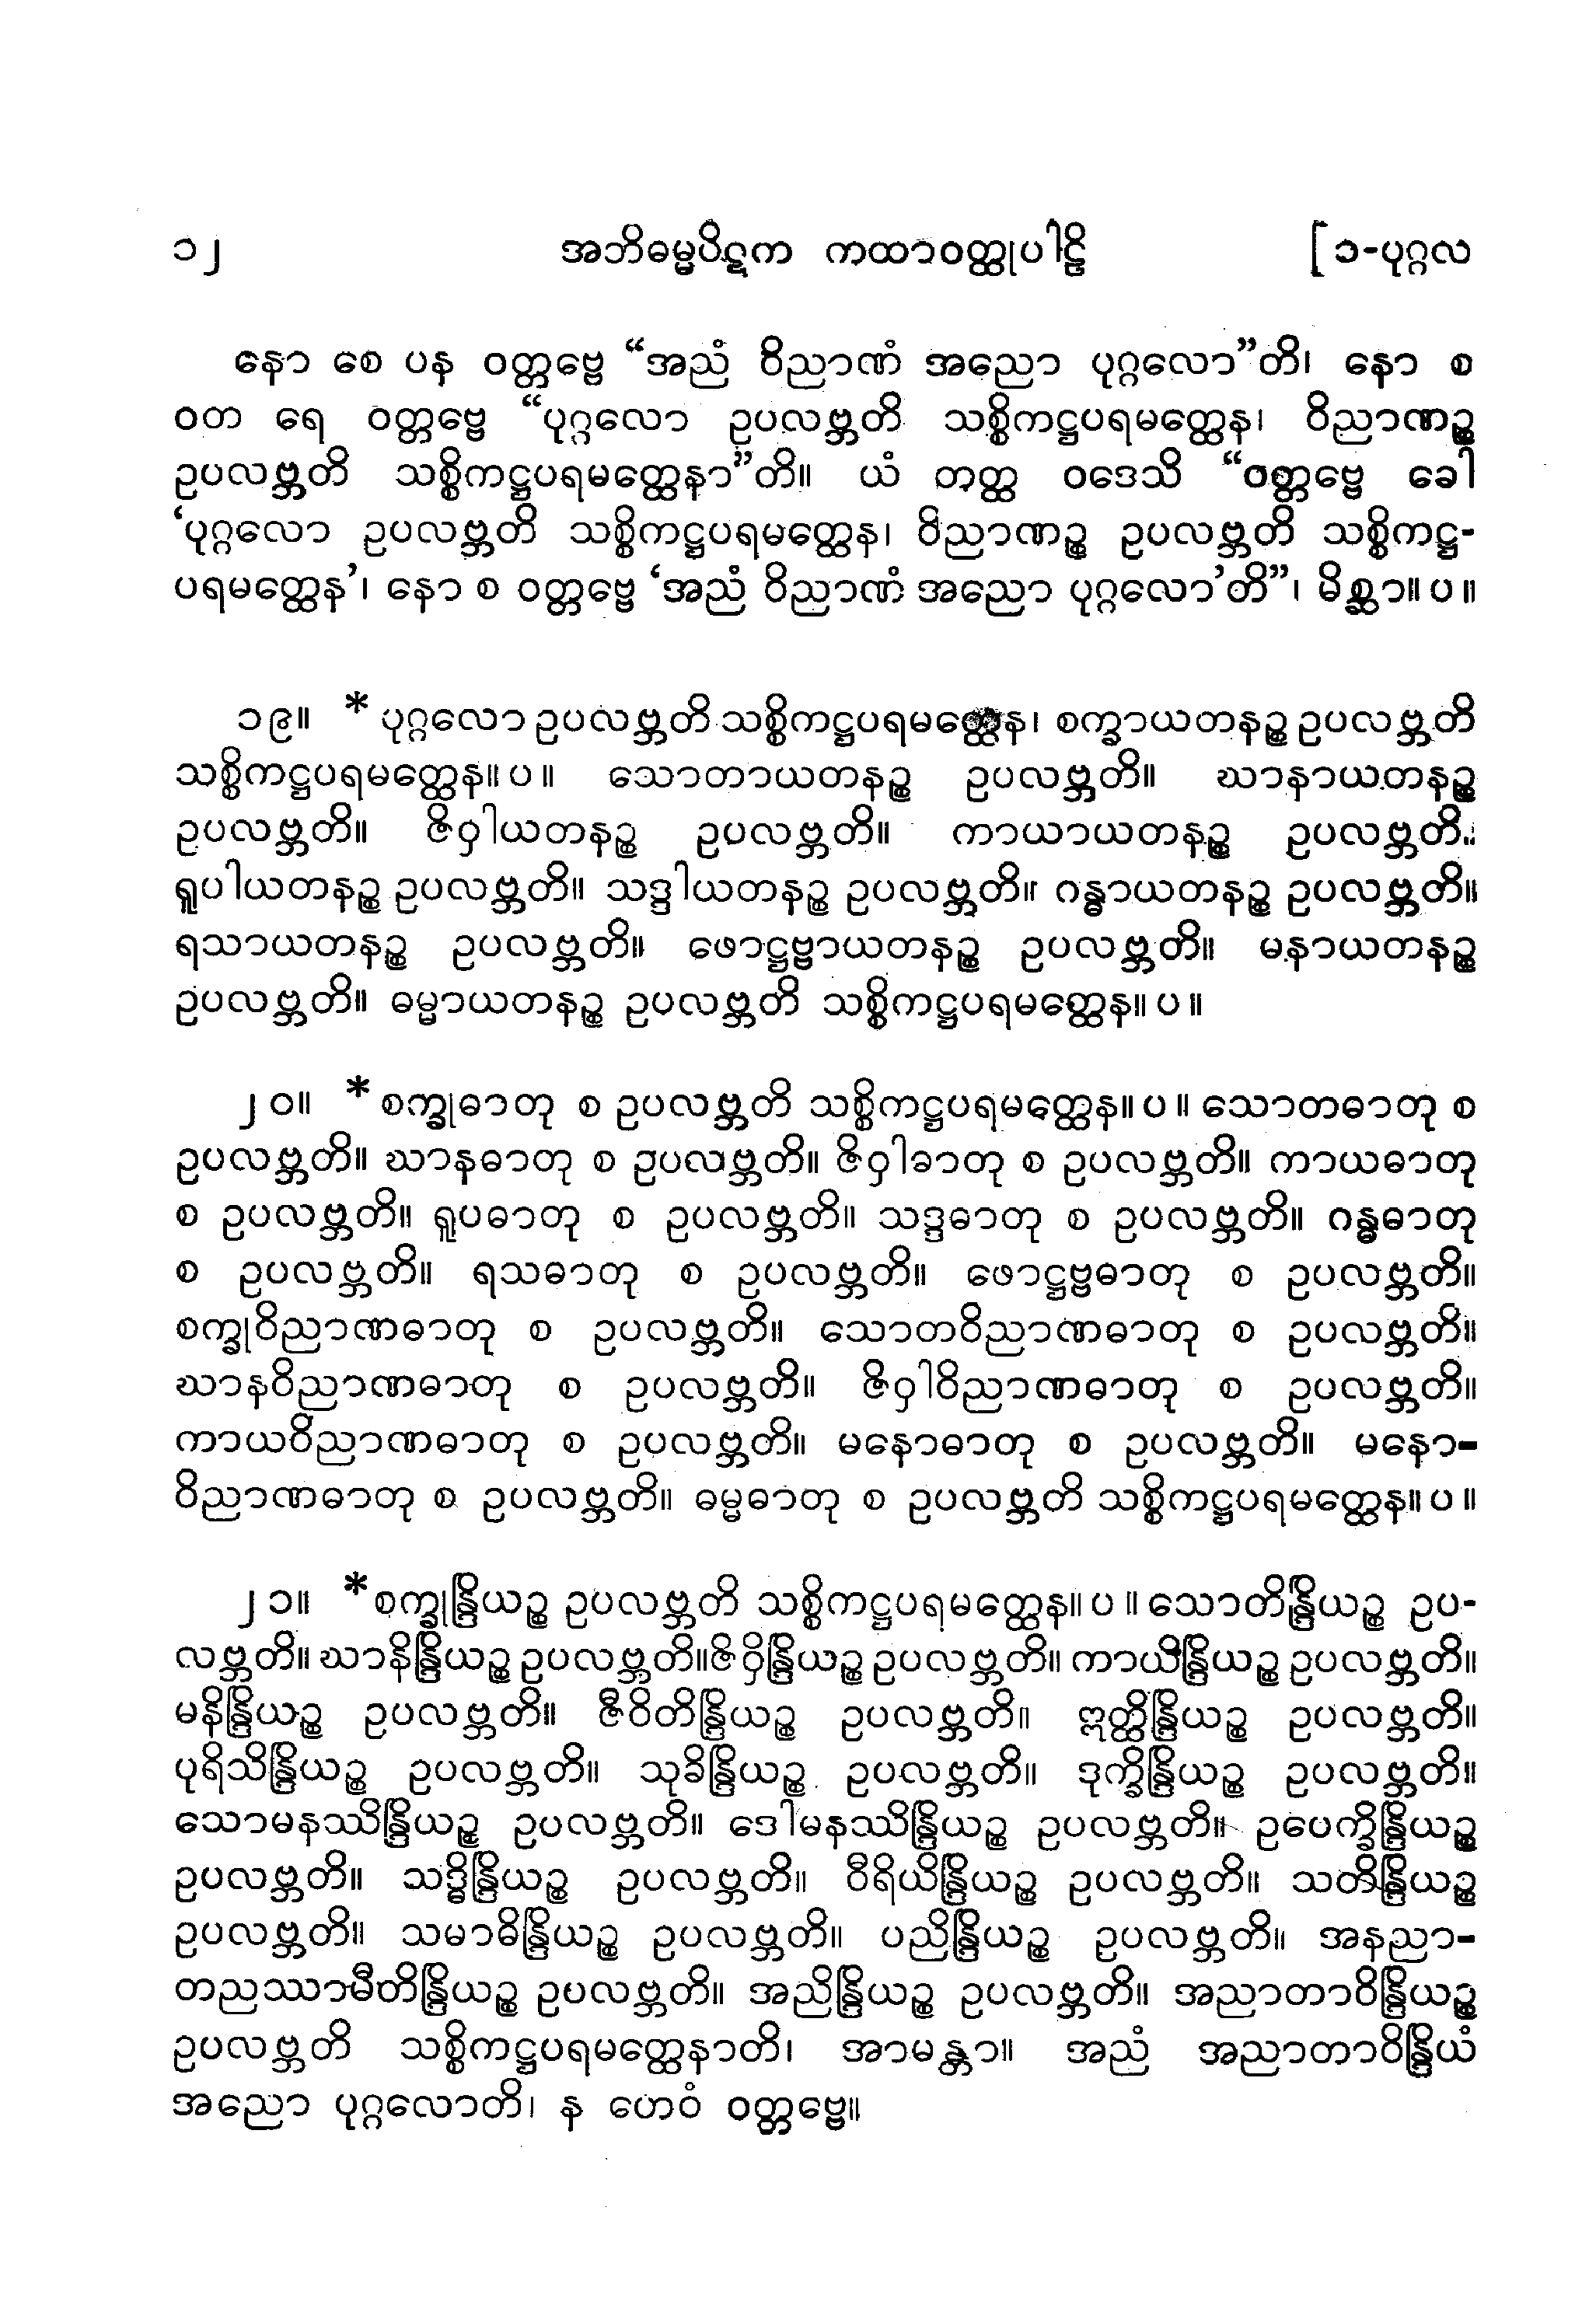 ၁၂ အဘိဓမ္မပိဋက ကထာဝတ္ထုပါဠိ [ ၁-ပုဂ္ဂလ
နော စေ ပန ဝတ္တဗ္ဗေ “အညံ ဝိညာဏံ အညော ပုဂ္ဂလော”တိ၊ နော စ
ဝတ ရေ ဝတ္တဗ္ဗေ “ပုဂ္ဂလော ဥပလဗ္ဘတိ သစ္စိကဋ္ဌပရမတ္ထေန၊ ဝိညာဏဉ္စ
ဥပလဗ္ဘတိ သစ္စိကဋ္ဌပရမတ္ထေနာ”တိ။ ယံ တတ္ထ ဝဒေသိ “ဝတ္တဗ္ဗေ ခေါ
‘ပုဂ္ဂလော ဥပလဗ္ဘတိ သစ္စိကဋ္ဌပရမတ္ထေန၊ ဝိညာဏဉ္စ ဥပလဗ္ဘတိ သစ္စိကဋ္ဌ-
ပရမတ္ထေန’၊ နော စ ဝတ္တဗ္ဗေ ‘အညံ ဝိညာဏံ အညော ပုဂ္ဂလော’တိ”၊ မိစ္ဆာ။ ပ ။
၁၉။ * ပုဂ္ဂလော ဥပလဗ္ဘတိ သစ္စိကဋ္ဌပရမတ္ထေန၊ စက္ခာယတနဉ္စ ဥပလဗ္ဘတိ
သစ္စိကဋ္ဌပရမတ္ထေန။ ပ ။ သောတာယတနဉ္စ ဥပလဗ္ဘတိ။ ဃာနာယတနဉ္စ
ဥပလဗ္ဘတိ။ ဇိဝှါယတနဉ္စ ဥပလဗ္ဘတိ။ ကာယာယတနဉ္စ ဥပလဗ္ဘတိ။
ရူပါယတနဉ္စ ဥပလဗ္ဘတိ။ သဒ္ဒါယတနဉ္စ ဥပလဗ္ဘတိ။ ဂန္ဓာယတနဉ္စ ဥပလဗ္ဘတိ။
ရသာယတနဉ္စ ဥပလဗ္ဘတိ။ ဖောဋ္ဌဗ္ဗာယတနဉ္စ ဥပလဗ္ဘတိ။ မနာယတနဉ္စ
ဥပလဗ္ဘတိ။ ဓမ္မာယတနဉ္စ ဥပလဗ္ဘတိ သစ္စိကဋ္ဌပရမတ္ထေန။ ပ ။
၂၀။ * စက္ခုဓာတု စ ဥပလဗ္ဘတိ သစ္စိကဋ္ဌပရမတ္ထေန။ ပ ။ သောတဓာတု စ
ဥပလဗ္ဘတိ။ ဃာနဓာတု စ ဥပလဗ္ဘတိ။ ဇိဝှါဓာတု စ ဥပလဗ္ဘတိ။ ကာယဓာတု
စ ဥပလဗ္ဘတိ။ ရူပဓာတု စ ဥပလဗ္ဘတိ။ သဒ္ဒဓာတု စ ဥပလဗ္ဘတိ။ ဂန္ဓဓာတု
စ ဥပလဗ္ဘတိ။ ရသဓာတု စ ဥပလဗ္ဘတိ။ ဖောဋ္ဌဗ္ဗဓာတု စ ဥပလဗ္ဘတိ။
စက္ခုဝိညာဏဓာတု စ ဥပလဗ္ဘတိ။ သောတဝိညာဏဓာတု စ ဥပလဗ္ဘတိ။
ဃာနဝိညာဏဓာတု စ ဥပလဗ္ဘတိ။ ဇိဝှါဝိညာဏဓာတု စ ဥပလဗ္ဘတိ။
ကာယဝိညာဏဓာတု စ ဥပလဗ္ဘတိ။ မနောဓာတု စ ဥပလဗ္ဘတိ။ မနော-
ဝိညာဏဓာတု စ ဥပလဗ္ဘတိ။ ဓမ္မဓာတု စ ဥပလဗ္ဘတိ သစ္စိကဋ္ဌပရမတ္ထေန။ ပ ။
၂၁။ * စက္ခုန္ဒြိယဉ္စ ဥပလဗ္ဘတိ သစ္စိကဋ္ဌပရမတ္ထေန။ ပ ။ သောတိန္ဒြိယဉ္စ ဥပ-
လဗ္ဘတိ။ ဃာနိန္ဒြိယဉ္စ ဥပလဗ္ဘတိ။ ဇိဝှိန္ဒြိယဉ္စ ဥပလဗ္ဘတိ။ ကာယိန္ဒြိယဉ္စ ဥပလဗ္ဘတိ။
မနိန္ဒြိယဉ္စ ဥပလဗ္ဘတိ။ ဇီဝိတိန္ဒြိယဉ္စ ဥပလဗ္ဘတိ။ ဣတ္ထိန္ဒြိယဉ္စ ဥပလဗ္ဘတိ။
ပုရိသိန္ဒြိယဉ္စ ဥပလဗ္ဘတိ။ သုခိန္ဒြိယဉ္စ ဥပလဗ္ဘတိ။ ဒုက္ခိန္ဒြိယဉ္စ ဥပလဗ္ဘတိ။
သောမနဿိန္ဒြိယဉ္စ ဥပလဗ္ဘတိ။ ဒေါမနဿိန္ဒြိယဉ္စ ဥပလဗ္ဘတိ။ ဥပေက္ခိန္ဒြိယဉ္စ
ဥပလဗ္ဘတိ။ သဒ္ဓိန္ဒြိယဉ္စ ဥပလဗ္ဘတိ။ ဝီရိယိန္ဒြိယဉ္စ ဥပလဗ္ဘတိ။ သတိန္ဒြိယဉ္စ
ဥပလဗ္ဘတိ။ သမာဓိန္ဒြိယဉ္စ ဥပလဗ္ဘတိ။ ပညိန္ဒြိယဉ္စ ဥပလဗ္ဘတိ။ အနညာ-
တညဿာမီတိန္ဒြိယဉ္စ ဥပလဗ္ဘတိ။ အညိန္ဒြိယဉ္စ ဥပလဗ္ဘတိ။ အညာတာဝိန္ဒြိယဉ္စ
ဥပလဗ္ဘတိ သစ္စိကဋ္ဌပရမတ္ထေနာတိ၊ အာမန္တာ။ အညံ အညာတာဝိန္ဒြိယံ
အညော ပုဂ္ဂလောတိ၊ န ဟေဝံ ဝတ္တဗ္ဗေ။